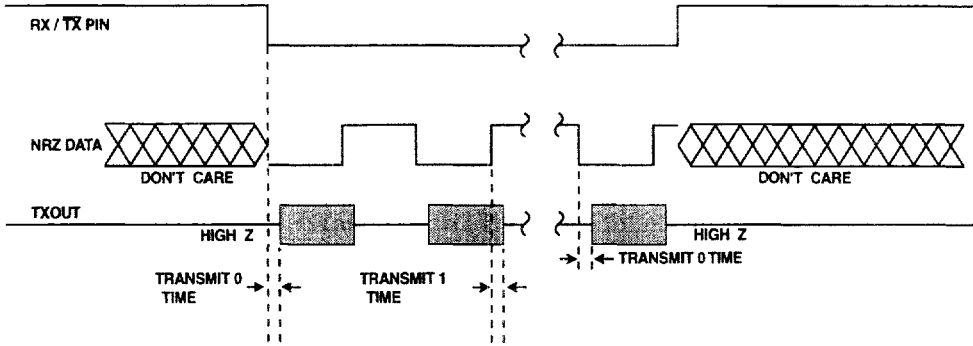 RX / TX PIN
NRZ DATA
DON'T CARE
DON'T CARE
TXOUT
HIGH Z
HIGH Z
TRANSMIT 0
TIME
TRANSMIT 1
TIME
TRANSMIT 0 TIME